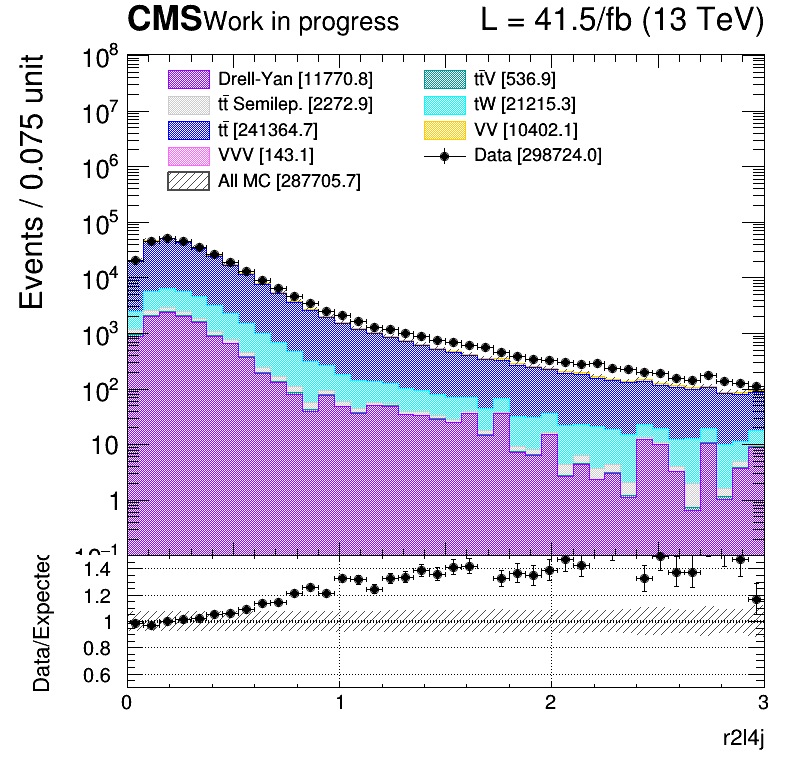 CMS Work in progress L = 41.5/fb (13 TeV)
Events / 0.075 unit
10⁸
10⁷
10⁶
10⁵
10⁴
10³
10²
10
1
10⁻¹
Drell-Yan [11770.8]
tt̄ Semilep. [2272.9]
tt̄ [241364.7]
VVV [143.1]
All MC [287705.7]
tt̄V [536.9]
tW [21215.3]
VV [10402.1]
Data [298724.0]
Data/Expected
1.4
1.2
1
0.8
0.6
0 1 2 3
r2l4j